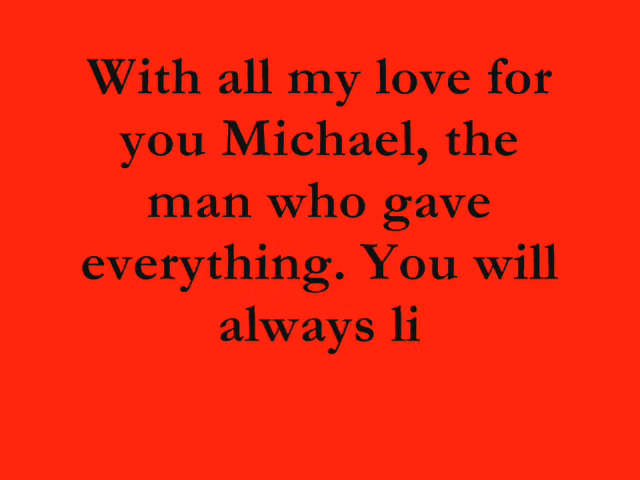 With all my love for
you Michael, the
man who gave
everything. You will
always li